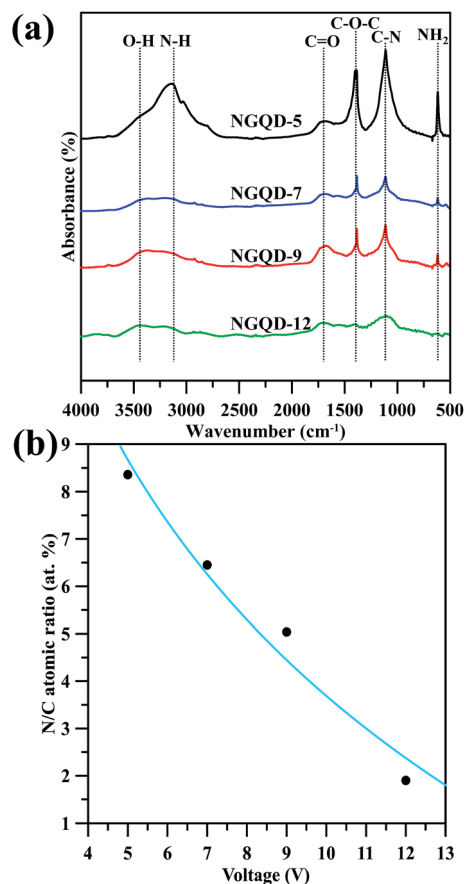 (a)
O-H N-H C=O C-O-C C-N NH₂
NGQD-5
NGQD-7
NGQD-9
NGQD-12
Absorbance (%)
4000 3500 3000 2500 2000 1500 1000 500
Wavenumber (cm⁻¹)
(b)
9
8
7
6
5
4
3
2
1
N/C atomic ratio (at. %)
4 5 6 7 8 9 10 11 12 13
Voltage (V)